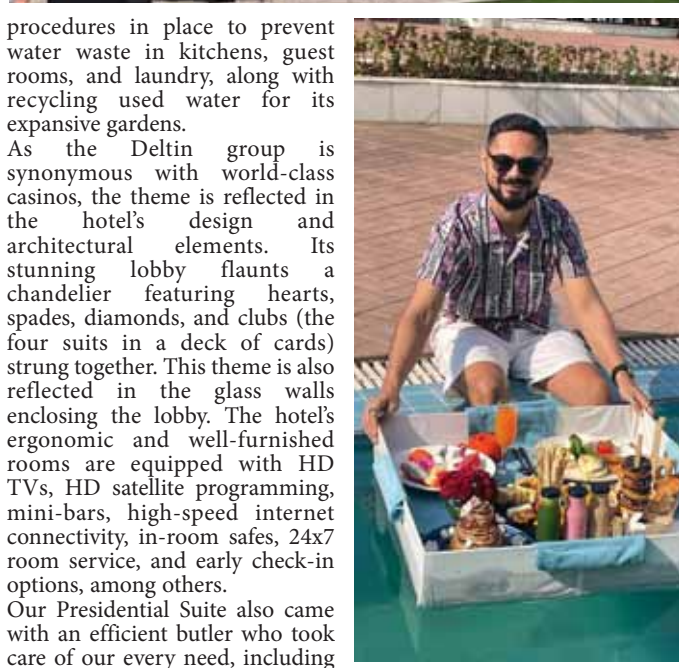 procedures in place to prevent
water waste in kitchens, guest
rooms, and laundry, along with
recycling used water for its
expansive gardens.
As the Deltin group is
synonymous with world-class
casinos, the theme is reflected in
the hotel’s design and
architectural elements. Its
stunning lobby flaunts a
chandelier featuring hearts,
spades, diamonds, and clubs (the
four suits in a deck of cards)
strung together. This theme is also
reflected in the glass walls
enclosing the lobby. The hotel’s
ergonomic and well-furnished
rooms are equipped with HD
TVs, HD satellite programming,
mini-bars, high-speed internet
connectivity, in-room safes, 24x7
room service, and early check-in
options, among others.
Our Presidential Suite also came
with an efficient butler who took
care of our every need, including